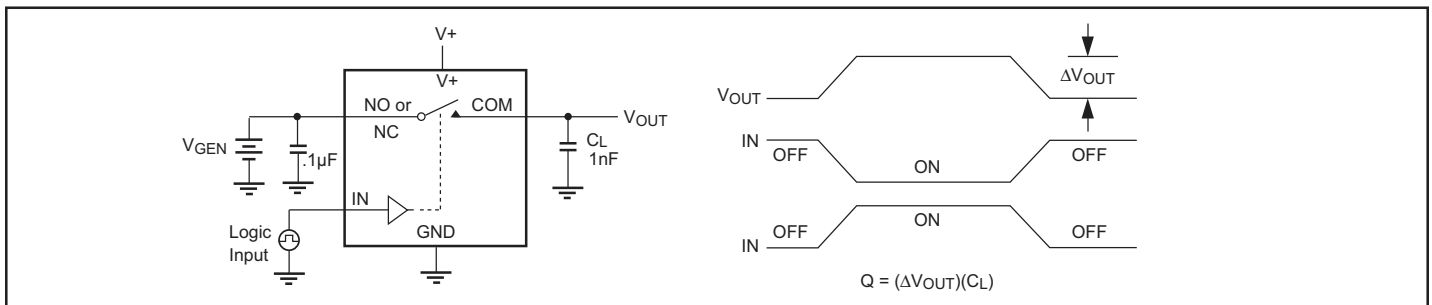 V+
V+
NO or
NC
COM
VOUT
VGEN
.1µF
CL
1nF
IN
Logic
Input
GND
VOUT
ΔVOUT
IN
OFF
ON
OFF
IN
OFF
ON
OFF
Q = (ΔVOUT)(CL)